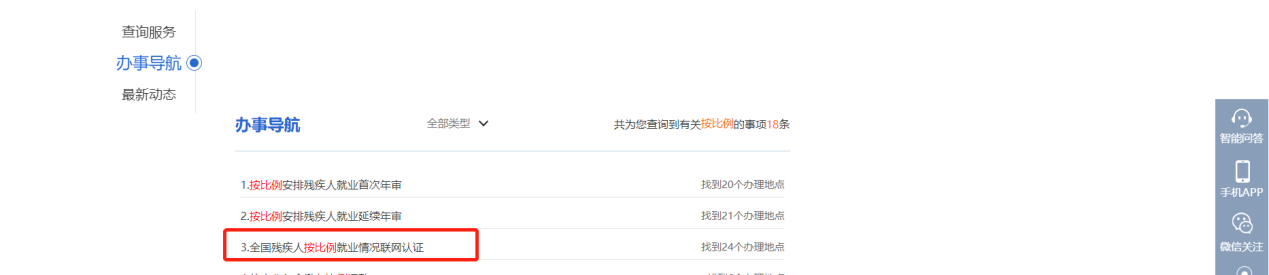 查询服务
办事导航
最新动态
办事导航 全部类型 共为您查询到有关按比例的事项18条
1.按比例安排残疾人就业首次年审 找到20个办理地点
2.按比例安排残疾人就业延续年审 找到21个办理地点
3.全国残疾人按比例就业情况联网认证 找到24个办理地点
智能问答
手机APP
微信关注